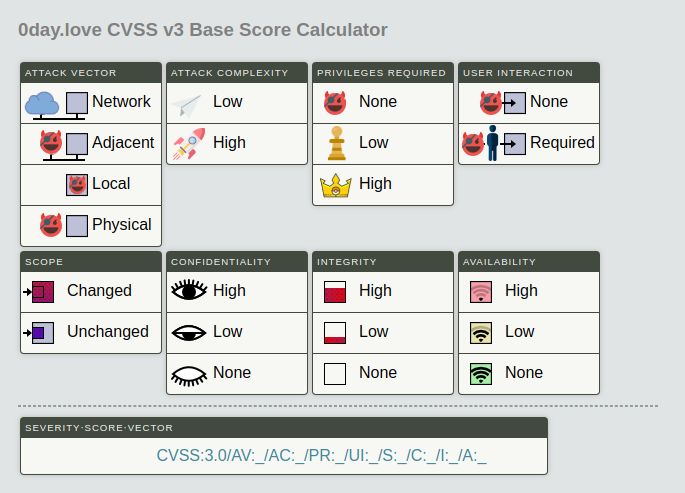 0day.love CVSS v3 Base Score Calculator
ATTACK VECTOR
Network
Adjacent
Local
Physical
ATTACK COMPLEXITY
Low
High
PRIVILEGES REQUIRED
None
Low
High
USER INTERACTION
None
Required
SCOPE
Changed
Unchanged
CONFIDENTIALITY
High
Low
None
INTEGRITY
High
Low
None
AVAILABILITY
High
Low
None
SEVERITY·SCORE·VECTOR
CVSS:3.0/AV:_/AC:_/PR:_/UI:_/S:_/C:_/I:_/A:_